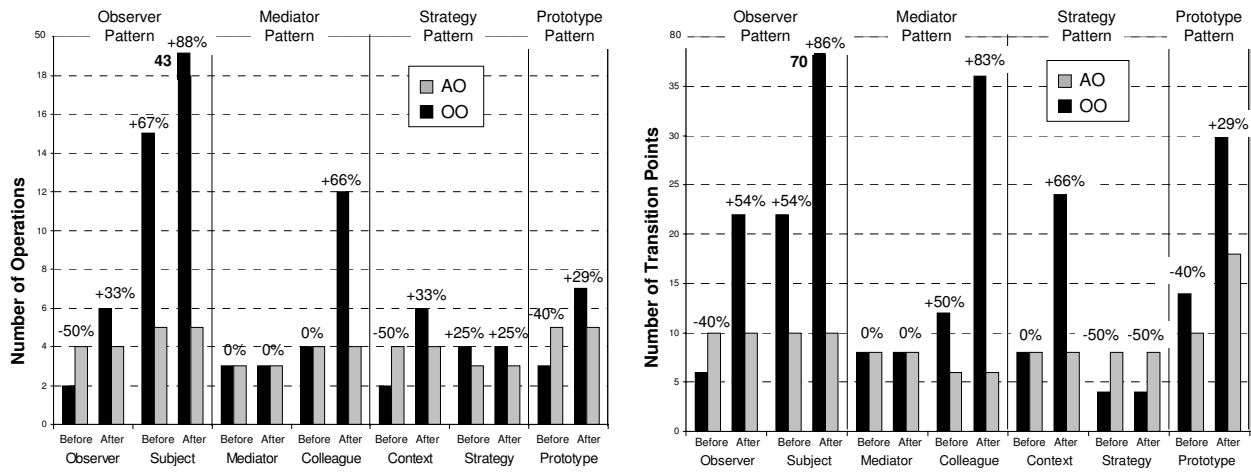 Observer Pattern
Mediator Pattern
Strategy Pattern
Prototype Pattern
50
18
16
14
12
10
8
6
4
2
0
Number of Operations
AO
OO
-50%
+33%
+67%
43
+88%
0%
0%
0%
+66%
-50%
+33%
+25%
+25%
-40%
+29%
Before After Before After Before After Before After Before After Before After Before After
Observer Subject Mediator Colleague Context Strategy Prototype
Observer Pattern
Mediator Pattern
Strategy Pattern
Prototype Pattern
80
35
30
25
20
15
10
5
0
Number of Transition Points
AO
OO
-40%
+54%
+54%
70
+86%
0%
0%
+50%
+83%
0%
+66%
-50%
-50%
-40%
+29%
Before After Before After Before After Before After Before After Before After Before After
Observer Subject Mediator Colleague Context Strategy Prototype